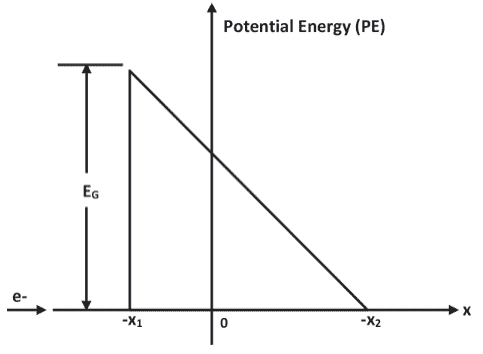 Potential Energy (PE)
E_G
e-
-x₁
0
-x₂
x